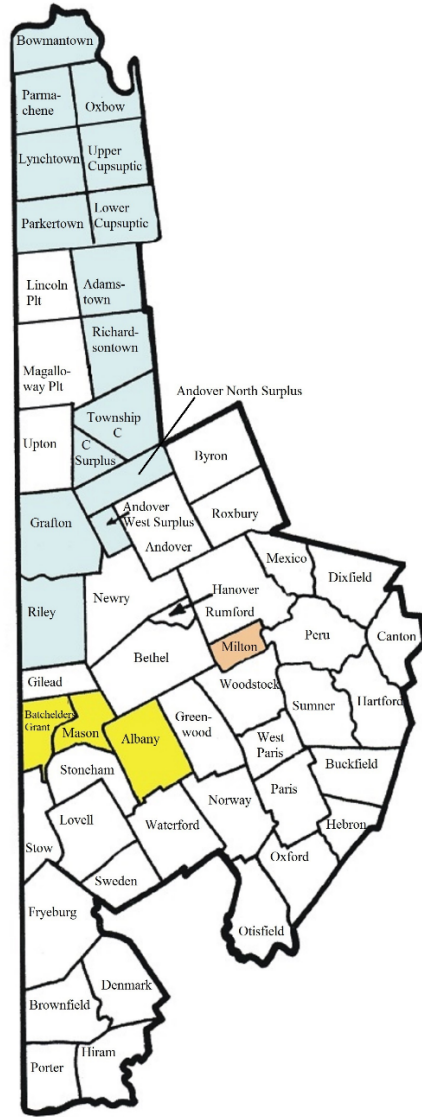 Bowmantown
Parma-
chene
Oxbow
Lynchtown
Upper
Cupsuptic
Parkertown
Lower
Cupsuptic
Lincoln
Plt
Adams-
town
Richard-
sontown
Magallo-
way Plt
Andover North Surplus
Township
C
Upton
C
Surplus
Byron
Andover
West Surplus
Roxbury
Grafton
Andover
Mexico
Dixfield
Newry
Hanover
Rumford
Riley
Peru
Canton
Milton
Bethel
Gilead
Woodstock
Sumner
Hartford
Batchelders
Grant
Mason
Albany
Green-
wood
West
Paris
Stoneham
Buckfield
Norway
Paris
Lovell
Waterford
Hebron
Stow
Oxford
Sweden
Fryeburg
Otisfield
Denmark
Brownfield
Hiram
Porter